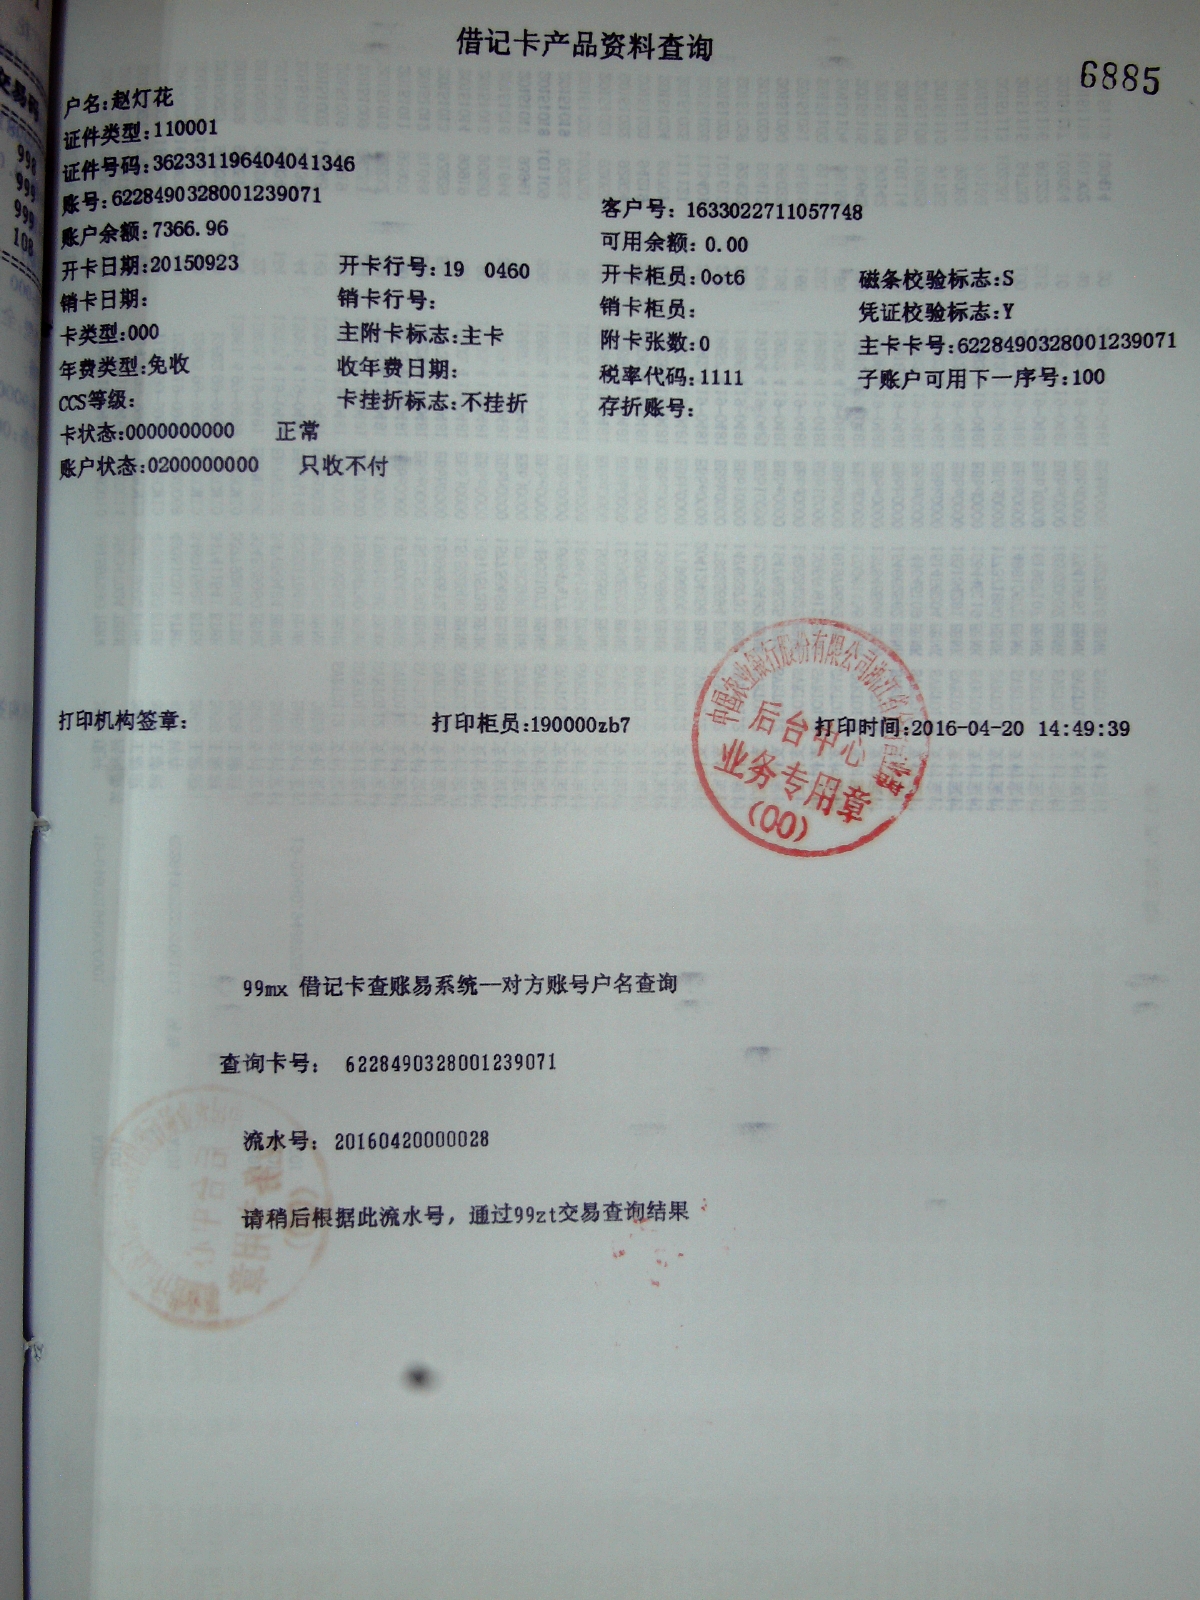 借记卡产品资料查询
6885
户名:赵灯花
证件类型:110001
证件号码:362331196404041346
账号:6228490328001239071 客户号: 1633022711057748
账户余额:7366.96 可用余额: 0.00
开卡日期:20150923 开卡行号: 19 0460 开卡柜员:0ot6 磁条校验标志:S
销卡日期: 销卡行号: 销卡柜员: 凭证校验标志:Y
卡类型:000 主附卡标志:主卡 附卡张数:0 主卡卡号:6228490328001239071
年费类型:免收 收年费日期: 税率代码:1111 子账户可用下一序号:100
CCS等级: 卡挂折标志:不挂折 存折账号:
卡状态:0000000000 正常
账户状态:0200000000 只收不付
打印机构签章: 打印柜员:190000zb7 打印时间:2016-04-20 14:49:39
中国农业银行股份有限公司浙江省
后台中心
业务专用章
(00)
99mx 借记卡查账易系统—对方账号户名查询
查询卡号: 6228490328001239071
流水号: 20160420000028
请稍后根据此流水号, 通过99zt交易查询结果
交易码
998
999
999
108